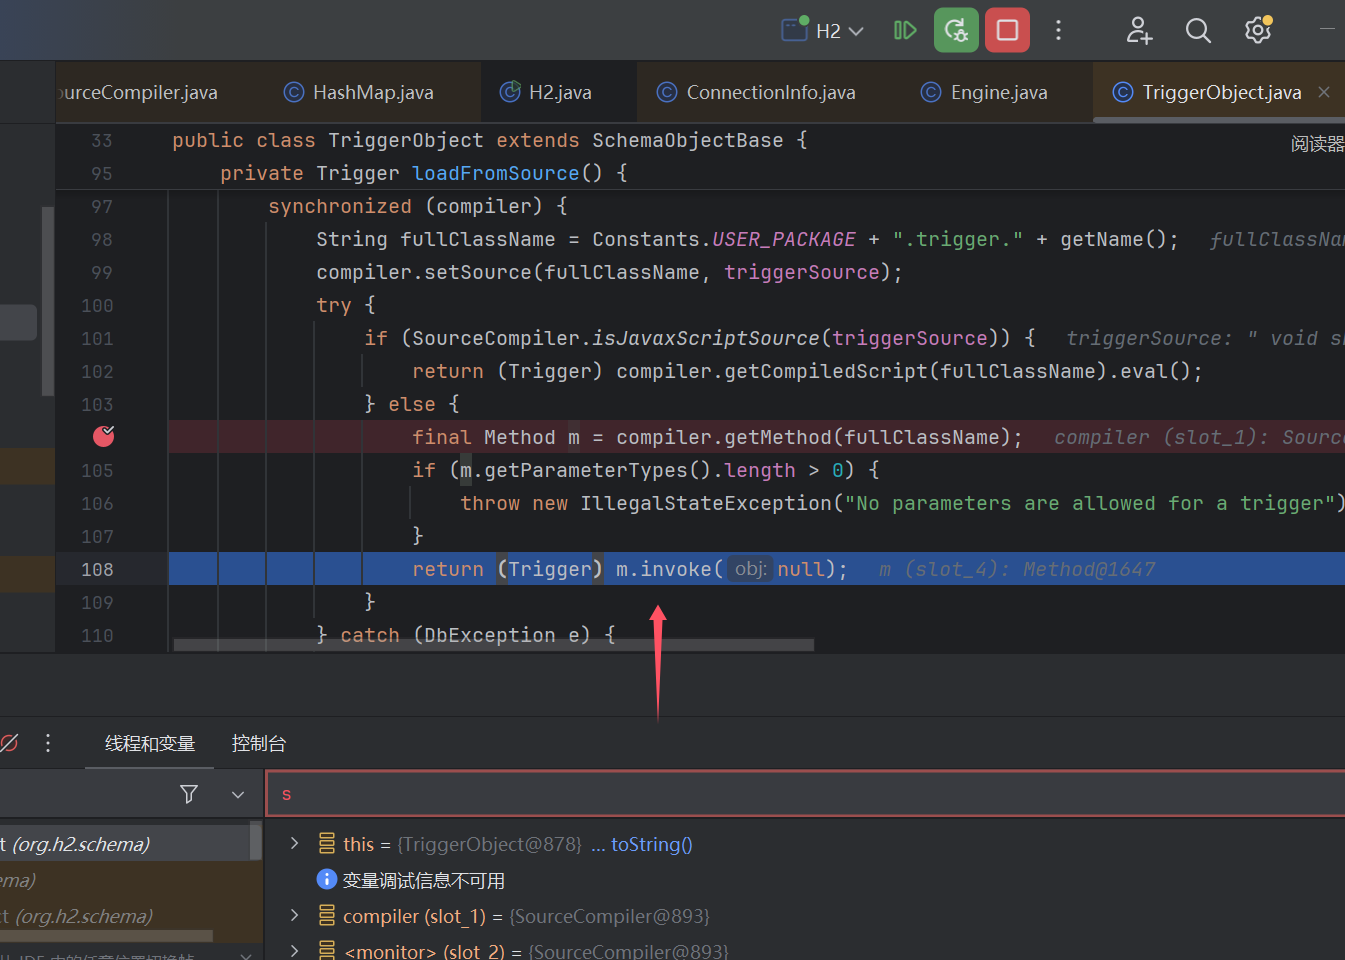 H2
ourceCompiler.java HashMap.java H2.java ConnectionInfo.java Engine.java TriggerObject.java
33 public class TriggerObject extends SchemaObjectBase {
阅读器
95 private Trigger loadFromSource() {
97 synchronized (compiler) {
98 String fullClassName = Constants.USER_PACKAGE + ".trigger." + getName(); fullClassNa
99 compiler.setSource(fullClassName, triggerSource);
100 try {
101 if (SourceCompiler.isJavaxScriptSource(triggerSource)) { triggerSource: " void s
102 return (Trigger) compiler.getCompiledScript(fullClassName).eval();
103 } else {
final Method m = compiler.getMethod(fullClassName); compiler (slot_1): Sourc
105 if (m.getParameterTypes().length > 0) {
106 throw new IllegalStateException("No parameters are allowed for a trigger")
107 }
108 return (Trigger) m.invoke( obj: null); m (slot_4): Method@1647
109 }
110 } catch (DbException e) {
线程和变量 控制台
s
t (org.h2.schema)
this = {TriggerObject@878} ... toString()
ema)
变量调试信息不可用
ct (org.h2.schema)
compiler (slot_1) = {SourceCompiler@893}
<monitor> (slot_2) = {SourceCompiler@893}